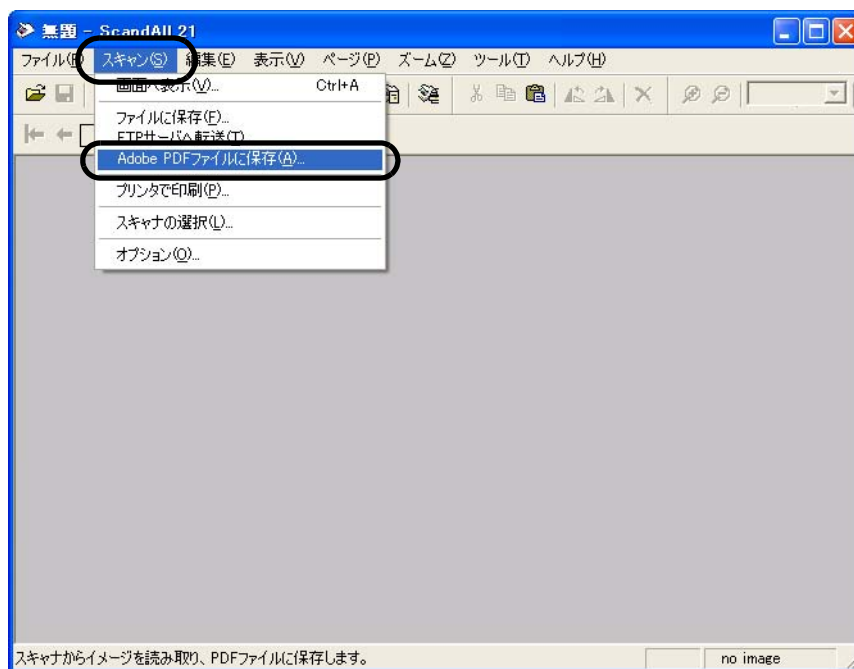 無題 - ScandAll 21
ファイル(F) スキャン(S) 編集(E) 表示(V) ページ(P) ズーム(Z) ツール(T) ヘルプ(H)
画面へ表示(V)... Ctrl+A
ファイルに保存(F)...
FTPサーバへ転送(T)
Adobe PDFファイルに保存(A)...
プリンタで印刷(P)...
スキャナの選択(L)...
オプション(O)...
スキャナからイメージを読み取り、PDFファイルに保存します。 no image